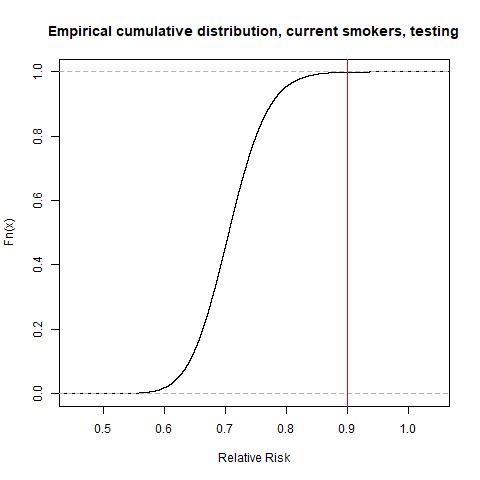 Empirical cumulative distribution, current smokers, testing
Fn(x)
1.0
0.8
0.6
0.4
0.2
0.0
0.5 0.6 0.7 0.8 0.9 1.0
Relative Risk